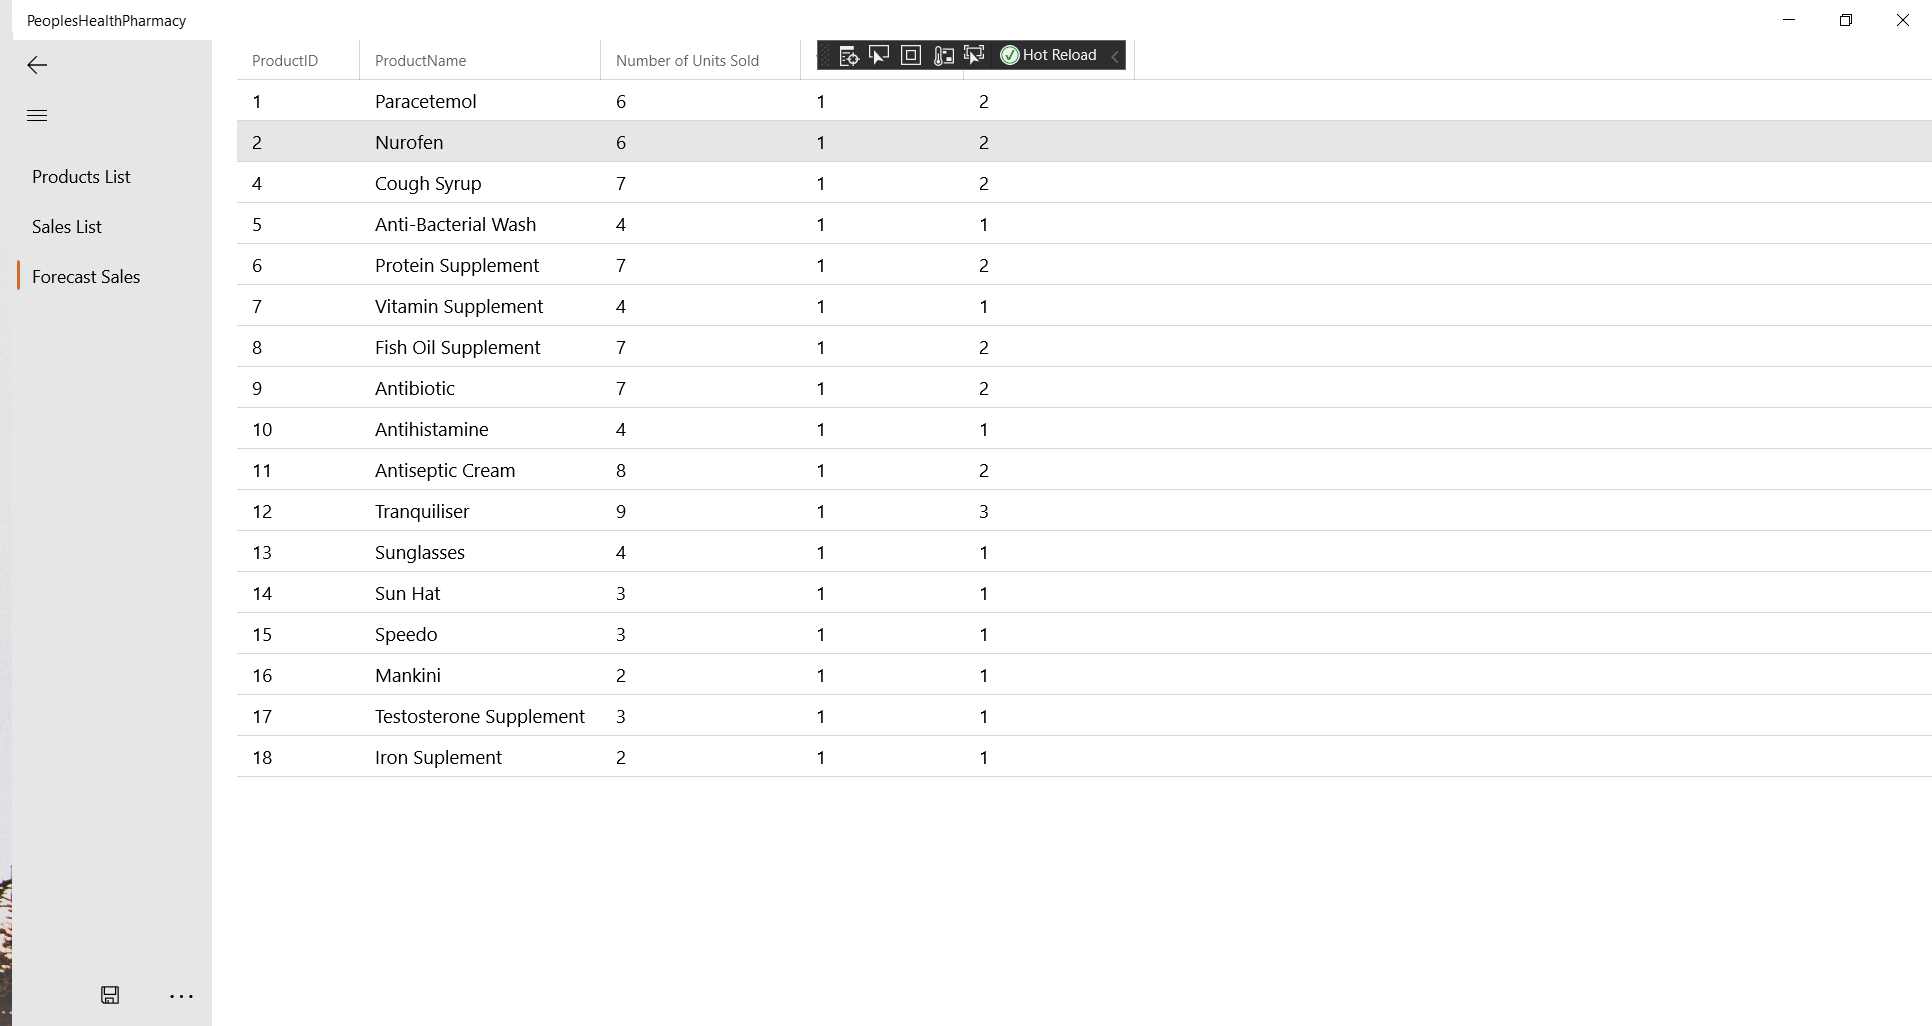 PeoplesHealthPharmacy
Products List
Sales List
Forecast Sales
ProductID ProductName Number of Units Sold Hot Reload
1 Paracetemol 6 1 2
2 Nurofen 6 1 2
4 Cough Syrup 7 1 2
5 Anti-Bacterial Wash 4 1 1
6 Protein Supplement 7 1 2
7 Vitamin Supplement 4 1 1
8 Fish Oil Supplement 7 1 2
9 Antibiotic 7 1 2
10 Antihistamine 4 1 1
11 Antiseptic Cream 8 1 2
12 Tranquiliser 9 1 3
13 Sunglasses 4 1 1
14 Sun Hat 3 1 1
15 Speedo 3 1 1
16 Mankini 2 1 1
17 Testosterone Supplement 3 1 1
18 Iron Suplement 2 1 1